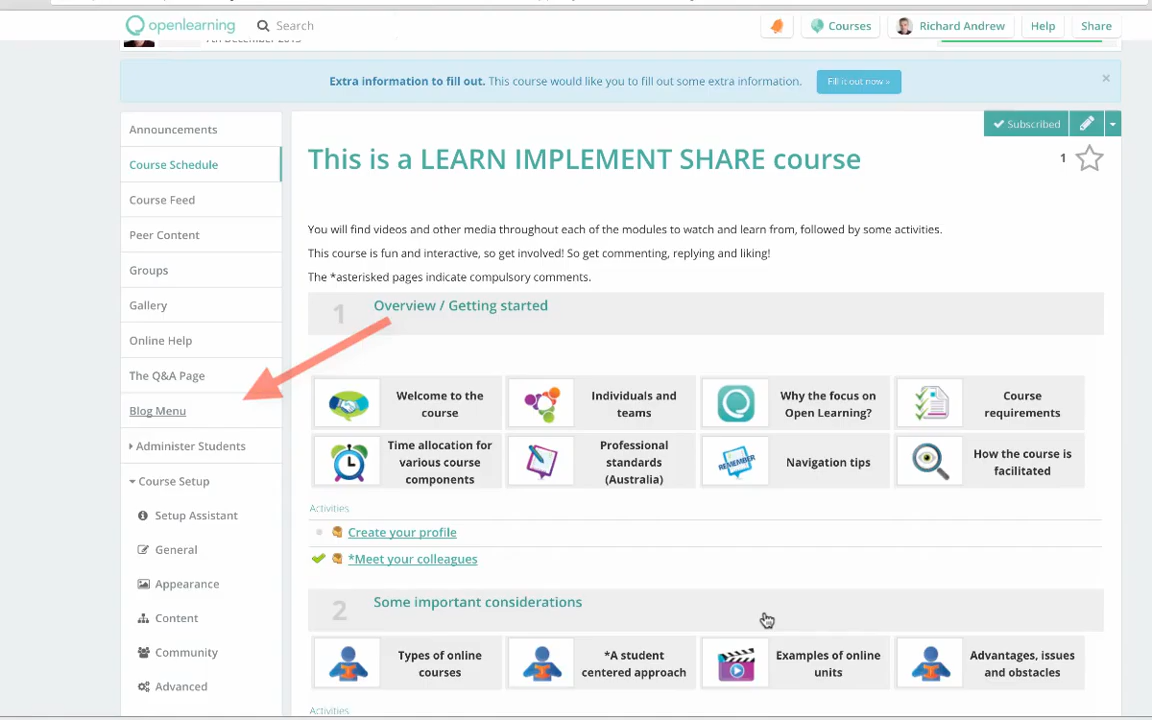 openlearning
Search
Courses
Richard Andrew
Help
Share
7th December 2015
Extra information to fill out. This course would like you to fill out some extra information.
Fill it out now »
×
Announcements
Course Schedule
Course Feed
Peer Content
Groups
Gallery
Online Help
The Q&A Page
Blog Menu
Administer Students
Course Setup
Setup Assistant
General
Appearance
Content
Community
Advanced
Subscribed
This is a LEARN IMPLEMENT SHARE course
1
You will find videos and other media throughout each of the modules to watch and learn from, followed by some activities.
This course is fun and interactive, so get involved! So get commenting, replying and liking!
The *asterisked pages indicate compulsory comments.
1
Overview / Getting started
Welcome to the
course
Individuals and
teams
Why the focus on
Open Learning?
Course
requirements
Time allocation for
various course
components
Professional
standards
(Australia)
REMEMBER
Navigation tips
How the course is
facilitated
Activities
Create your profile
*Meet your colleagues
2
Some important considerations
Types of online
courses
*A student
centered approach
Examples of online
units
Advantages, issues
and obstacles
Activities